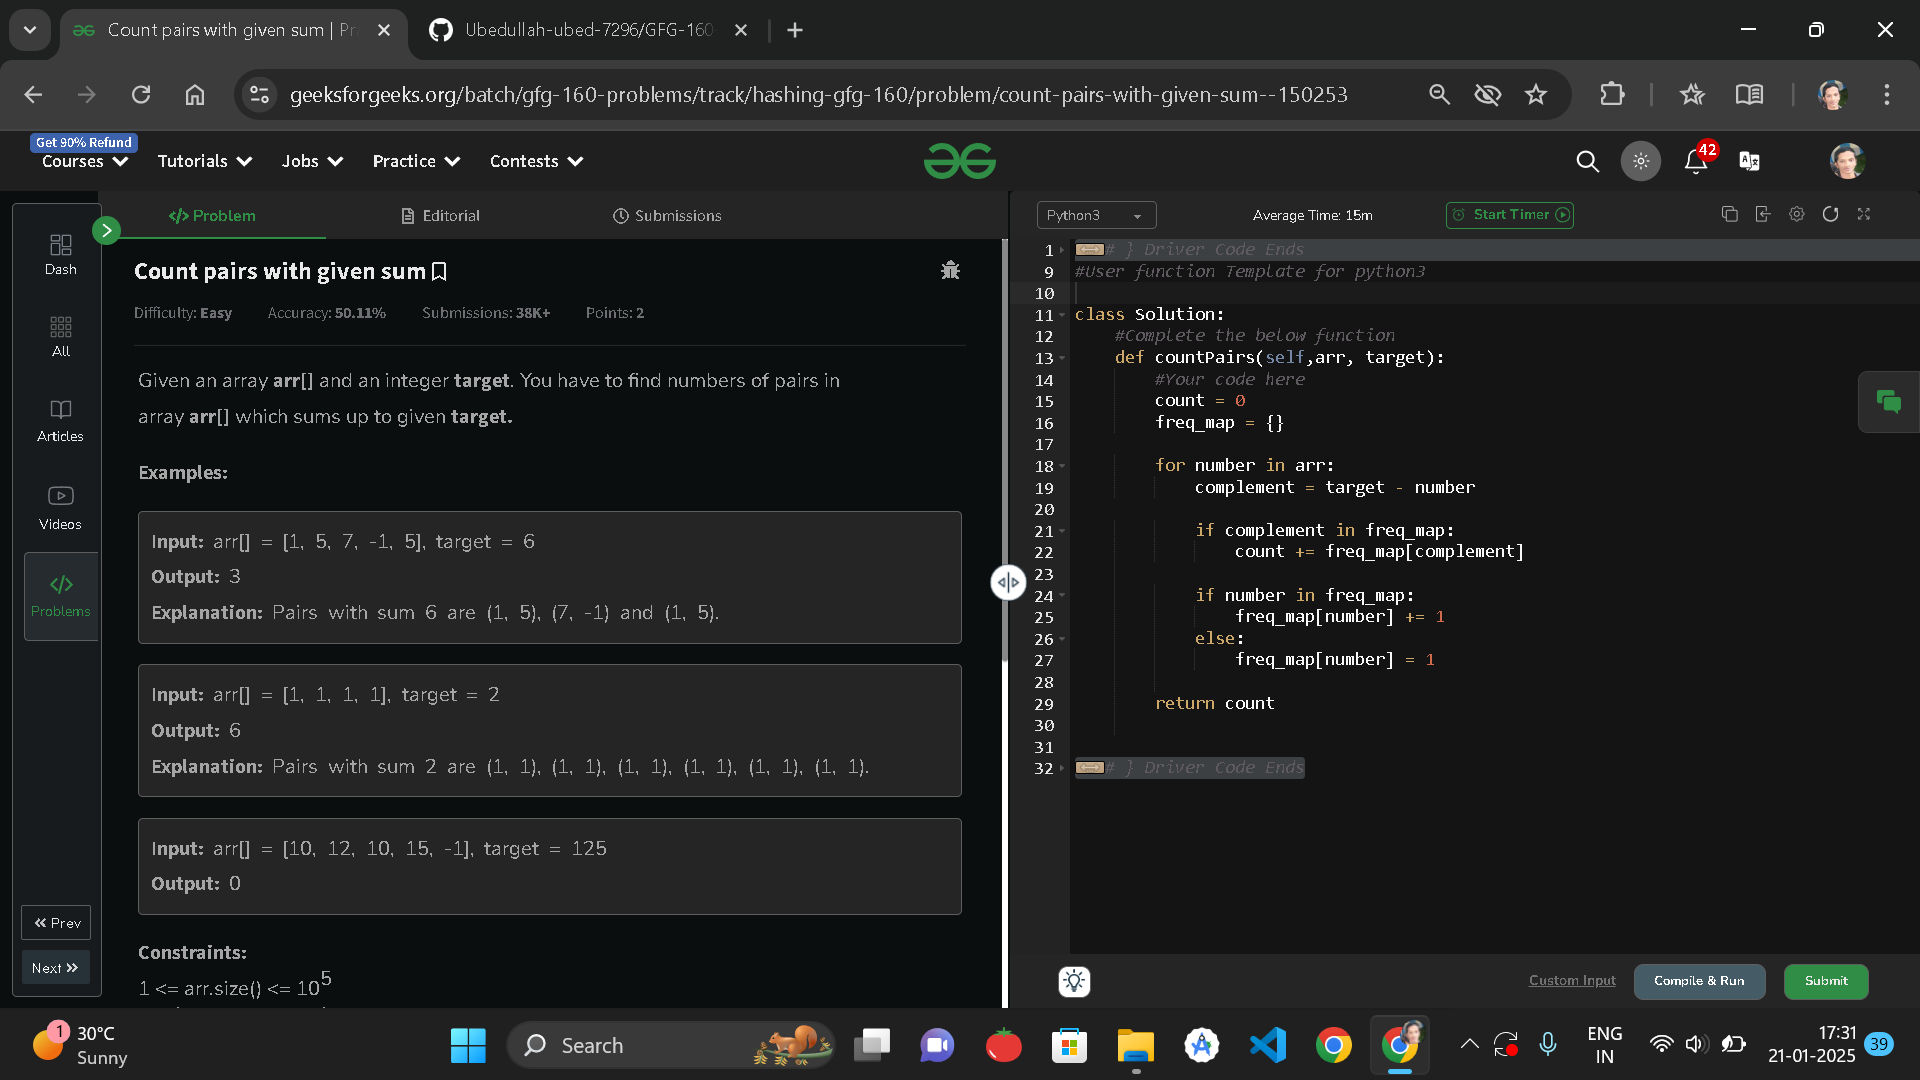 Count pairs with given sum | Pr
Ubedullah-ubed-7296/GFG-160
geeksforgeeks.org/batch/gfg-160-problems/track/hashing-gfg-160/problem/count-pairs-with-given-sum--150253
Get 90% Refund
Courses Tutorials Jobs Practice Contests
42
Dash
All
Articles
Videos
Problems
Prev
Next
Problem Editorial Submissions
Count pairs with given sum
Difficulty: Easy Accuracy: 50.11% Submissions: 38K+ Points: 2
Given an array arr[] and an integer target. You have to find numbers of pairs in
array arr[] which sums up to given target.
Examples:
Input: arr[] = [1, 5, 7, -1, 5], target = 6
Output: 3
Explanation: Pairs with sum 6 are (1, 5), (7, -1) and (1, 5).
Input: arr[] = [1, 1, 1, 1], target = 2
Output: 6
Explanation: Pairs with sum 2 are (1, 1), (1, 1), (1, 1), (1, 1), (1, 1), (1, 1).
Input: arr[] = [10, 12, 10, 15, -1], target = 125
Output: 0
Constraints:
1 <= arr.size() <= 10^5
Python3 Average Time: 15m Start Timer
1 # } Driver Code Ends
9 #User function Template for python3
10
11 class Solution:
12 #Complete the below function
13 def countPairs(self,arr, target):
14 #Your code here
15 count = 0
16 freq_map = {}
17
18 for number in arr:
19 complement = target - number
20
21 if complement in freq_map:
22 count += freq_map[complement]
23
24 if number in freq_map:
25 freq_map[number] += 1
26 else:
27 freq_map[number] = 1
28
29 return count
30
31
32 # } Driver Code Ends
Custom Input Compile & Run Submit
1
30°C
Sunny
Search
ENG
IN
17:31
21-01-2025
39